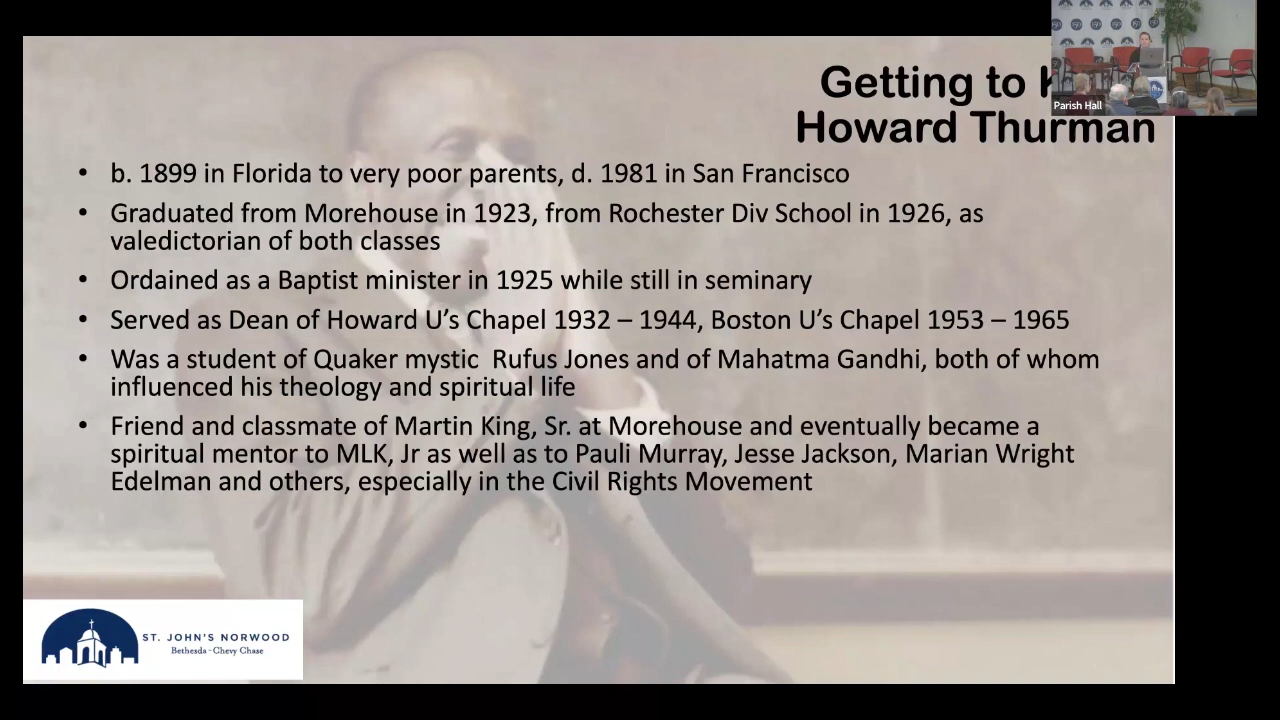 Getting to K
Howard Thurman
Parish Hall
• b. 1899 in Florida to very poor parents, d. 1981 in San Francisco
• Graduated from Morehouse in 1923, from Rochester Div School in 1926, as
valedictorian of both classes
• Ordained as a Baptist minister in 1925 while still in seminary
• Served as Dean of Howard U's Chapel 1932 – 1944, Boston U's Chapel 1953 – 1965
• Was a student of Quaker mystic  Rufus Jones and of Mahatma Gandhi, both of whom
influenced his theology and spiritual life
• Friend and classmate of Martin King, Sr. at Morehouse and eventually became a
spiritual mentor to MLK, Jr as well as to Pauli Murray, Jesse Jackson, Marian Wright
Edelman and others, especially in the Civil Rights Movement
ST. JOHN'S NORWOOD
Bethesda - Chevy Chase